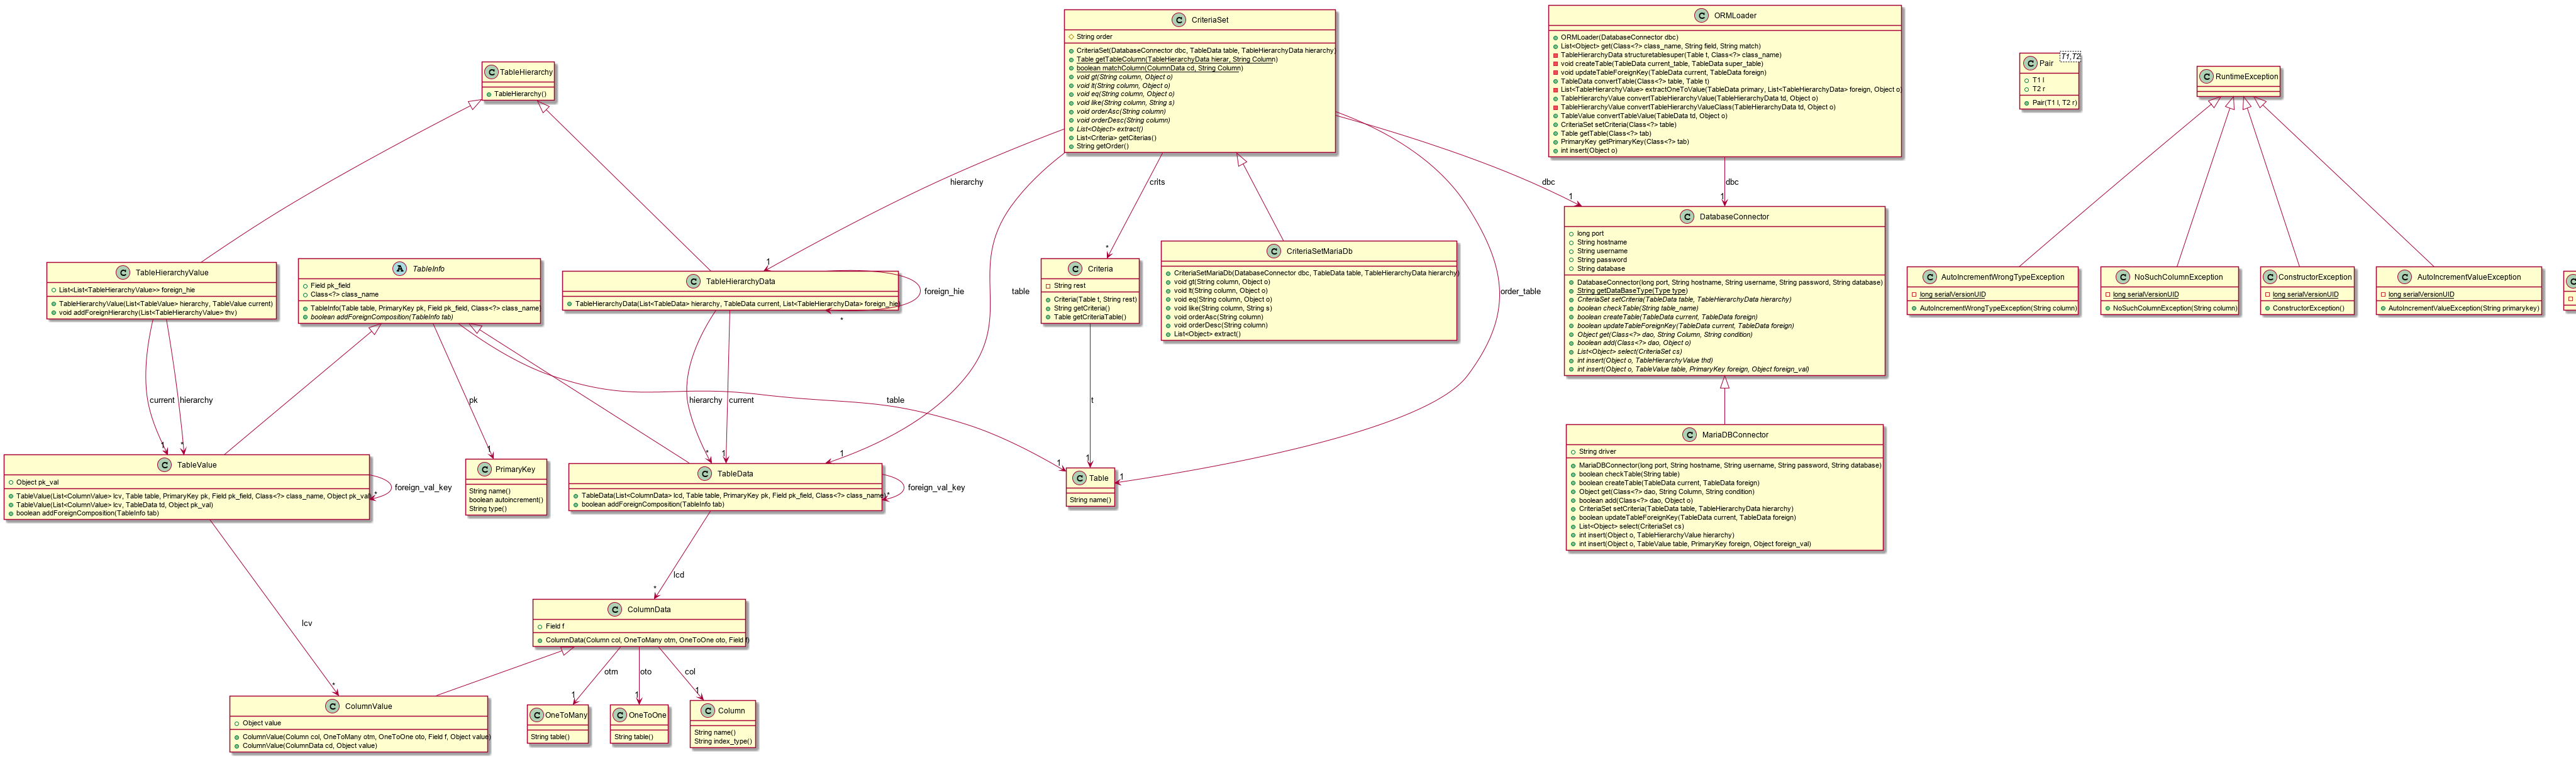 C CriteriaSet
String order
CriteriaSet(DatabaseConnector dbc, TableData table, TableHierarchyData hierarchy)
Table getTableColumn(TableHierarchyData hierar, String Column)
boolean matchColumn(ColumnData cd, String Column)
void gt(String column, Object o)
void lt(String column, Object o)
void eq(String column, Object o)
void like(String column, String s)
void orderAsc(String column)
void orderDesc(String column)
List<Object> extract()
List<Criteria> getCiterias()
String getOrder()
C ORMLoader
ORMLoader(DatabaseConnector dbc)
List<Object> get(Class<?> class_name, String field, String match)
TableHierarchyData structuretablesuper(Table t, Class<?> class_name)
void createTable(TableData current_table, TableData super_table)
void updateTableForeignKey(TableData current, TableData foreign)
TableData convertTable(Class<?> table, Table t)
List<TableHierarchyValue> extractOneToValue(TableData primary, List<TableHierarchyData> foreign, Object o)
TableHierarchyValue convertTableHierarchyValue(TableHierarchyData td, Object o)
TableHierarchyValue convertTableHierarchyValueClass(TableHierarchyData td, Object o)
TableValue convertTableValue(TableData td, Object o)
CriteriaSet setCriteria(Class<?> table)
Table getTable(Class<?> tab)
PrimaryKey getPrimaryKey(Class<?> tab)
int insert(Object o)
C TableHierarchy
TableHierarchy()
C Pair
T1,T2
T1 l
T2 r
Pair(T1 l, T2 r)
C RuntimeException
hierarchy
crits
dbc
dbc
1
1
1
*
C TableHierarchyValue
List<List<TableHierarchyValue>> foreign_hie
TableHierarchyValue(List<TableValue> hierarchy, TableValue current)
void addForeignHierarchy(List<TableHierarchyValue> thv)
A TableInfo
Field pk_field
Class<?> class_name
TableInfo(Table table, PrimaryKey pk, Field pk_field, Class<?> class_name)
boolean addForeignComposition(TableInfo tab)
C TableHierarchyData
TableHierarchyData(List<TableData> hierarchy, TableData current, List<TableHierarchyData> foreign_hie)
foreign_hie
*
table
C Criteria
String rest
Criteria(Table t, String rest)
String getCriteria()
Table getCriteriaTable()
C CriteriaSetMariaDb
CriteriaSetMariaDb(DatabaseConnector dbc, TableData table, TableHierarchyData hierarchy)
void gt(String column, Object o)
void lt(String column, Object o)
void eq(String column, Object o)
void like(String column, String s)
void orderAsc(String column)
void orderDesc(String column)
List<Object> extract()
order_table
C DatabaseConnector
long port
String hostname
String username
String password
String database
DatabaseConnector(long port, String hostname, String username, String password, String database)
String getDataBaseType(Type type)
CriteriaSet setCriteria(TableData table, TableHierarchyData hierarchy)
boolean checkTable(String table_name)
boolean createTable(TableData current, TableData foreign)
boolean updateTableForeignKey(TableData current, TableData foreign)
Object get(Class<?> dao, String Column, String condition)
boolean add(Class<?> dao, Object o)
List<Object> select(CriteriaSet cs)
int insert(Object o, TableHierarchyValue thd)
int insert(Object o, TableValue table, PrimaryKey foreign, Object foreign_val)
C AutoIncrementWrongTypeException
long serialVersionUID
AutoIncrementWrongTypeException(String column)
C NoSuchColumnException
long serialVersionUID
NoSuchColumnException(String column)
C ConstructorException
long serialVersionUID
ConstructorException()
C AutoIncrementValueException
long serialVersionUID
AutoIncrementValueException(String primarykey)
current
hierarchy
pk
hierarchy
current
table
t
1
*
1
*
1
1
1
1
1
C TableValue
Object pk_val
TableValue(List<ColumnValue> lcv, Table table, PrimaryKey pk, Field pk_field, Class<?> class_name, Object pk_val)
TableValue(List<ColumnValue> lcv, TableData td, Object pk_val)
boolean addForeignComposition(TableInfo tab)
foreign_val_key
*
C PrimaryKey
String name()
boolean autoincrement()
String type()
C TableData
TableData(List<ColumnData> lcd, Table table, PrimaryKey pk, Field pk_field, Class<?> class_name)
boolean addForeignComposition(TableInfo tab)
foreign_val_key
*
C Table
String name()
C MariaDBConnector
String driver
MariaDBConnector(long port, String hostname, String username, String password, String database)
boolean checkTable(String table)
boolean createTable(TableData current, TableData foreign)
Object get(Class<?> dao, String Column, String condition)
boolean add(Class<?> dao, Object o)
CriteriaSet setCriteria(TableData table, TableHierarchyData hierarchy)
boolean updateTableForeignKey(TableData current, TableData foreign)
List<Object> select(CriteriaSet cs)
int insert(Object o, TableHierarchyValue hierarchy)
int insert(Object o, TableValue table, PrimaryKey foreign, Object foreign_val)
lcd
*
lcv
*
C ColumnData
Field f
ColumnData(Column col, OneToMany otm, OneToOne oto, Field f)
otm
oto
col
1
1
1
C ColumnValue
Object value
ColumnValue(Column col, OneToMany otm, OneToOne oto, Field f, Object value)
ColumnValue(ColumnData cd, Object value)
C OneToMany
String table()
C OneToOne
String table()
C Column
String name()
String index_type()